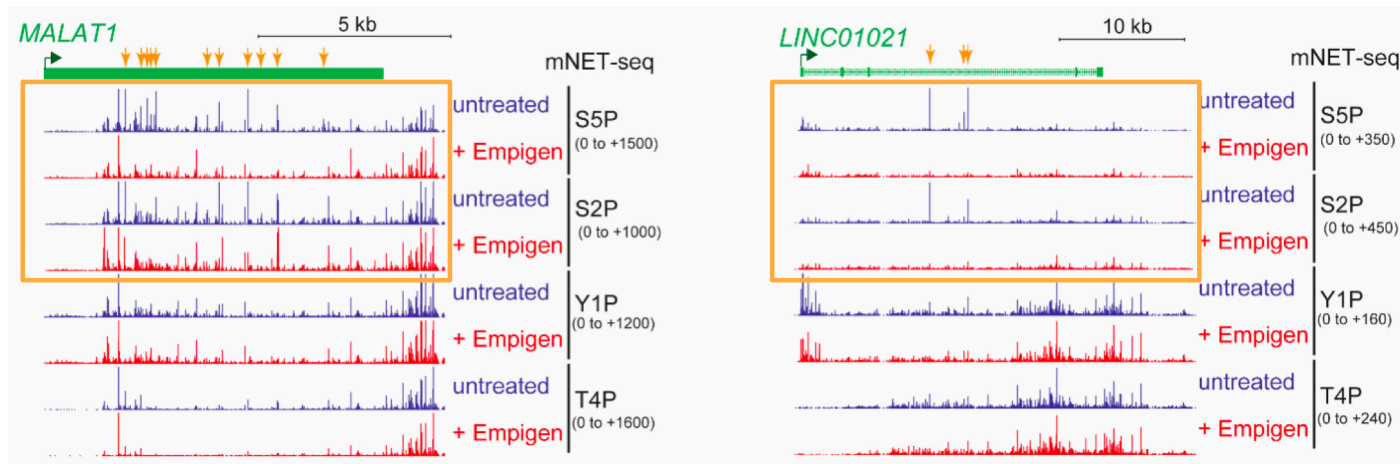 MALAT1
5 kb
mNET-seq
untreated
S5P
(0 to +1500)
+ Empigen
untreated
S2P
(0 to +1000)
+ Empigen
untreated
Y1P
(0 to +1200)
+ Empigen
untreated
T4P
(0 to +1600)
+ Empigen
LINC01021
10 kb
mNET-seq
untreated
S5P
(0 to +350)
+ Empigen
untreated
S2P
(0 to +450)
+ Empigen
untreated
Y1P
(0 to +160)
+ Empigen
untreated
T4P
(0 to +240)
+ Empigen